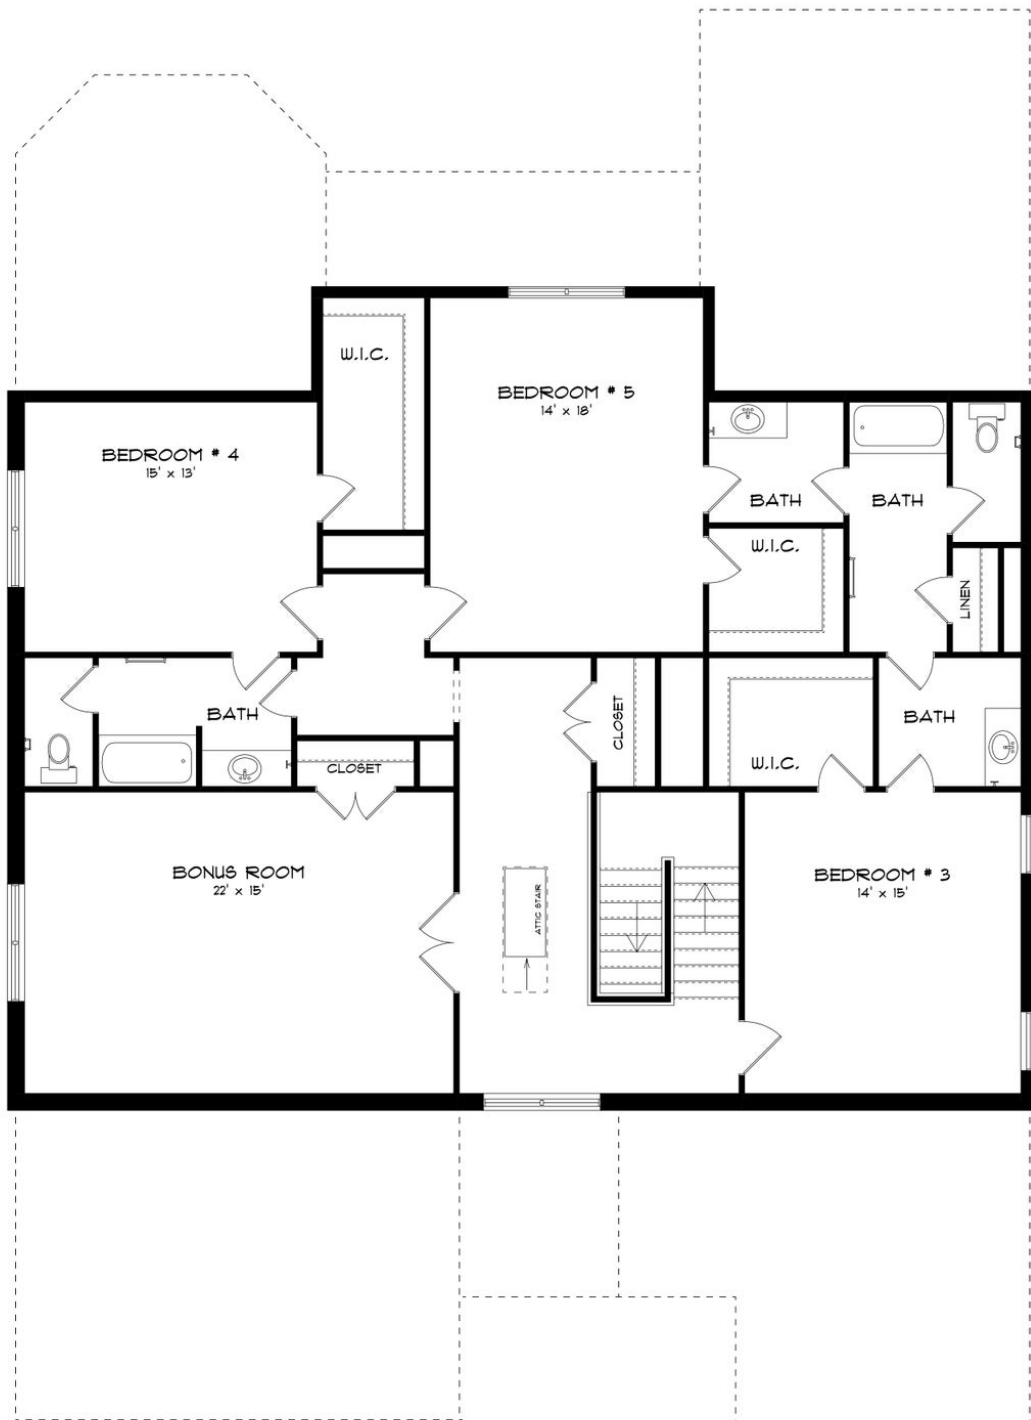 W.I.C.
BEDROOM # 5
14' x 18'
BEDROOM # 4
15' x 13'
BATH
BATH
W.I.C.
LINEN
BATH
CLOSET
BATH
W.I.C.
CLOSET
BONUS ROOM
22' x 15'
ATTIC STAIR
BEDROOM # 3
14' x 15'